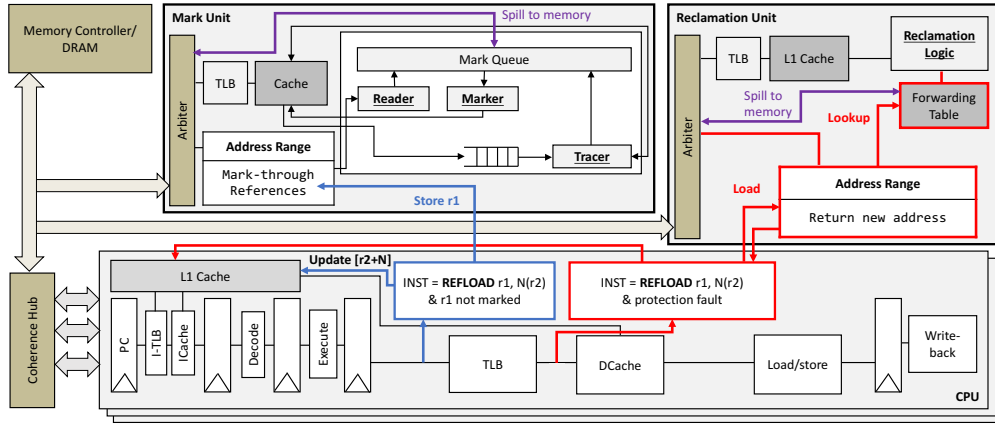 Memory Controller/
DRAM
Mark Unit
Spill to memory
Arbiter
TLB
Cache
Mark Queue
Reader
Marker
Tracer
Address Range
Mark-through
References
Store r1
Reclamation Unit
Arbiter
TLB
L1 Cache
Reclamation
Logic
Spill to
memory
Forwarding
Table
Lookup
Load
Address Range
Return new address
Coherence Hub
L1 Cache
Update [r2+N]
INST = REFLOAD r1, N(r2)
& r1 not marked
INST = REFLOAD r1, N(r2)
& protection fault
PC
I-TLB
ICache
Decode
Execute
TLB
DCache
Load/store
Write-
back
CPU